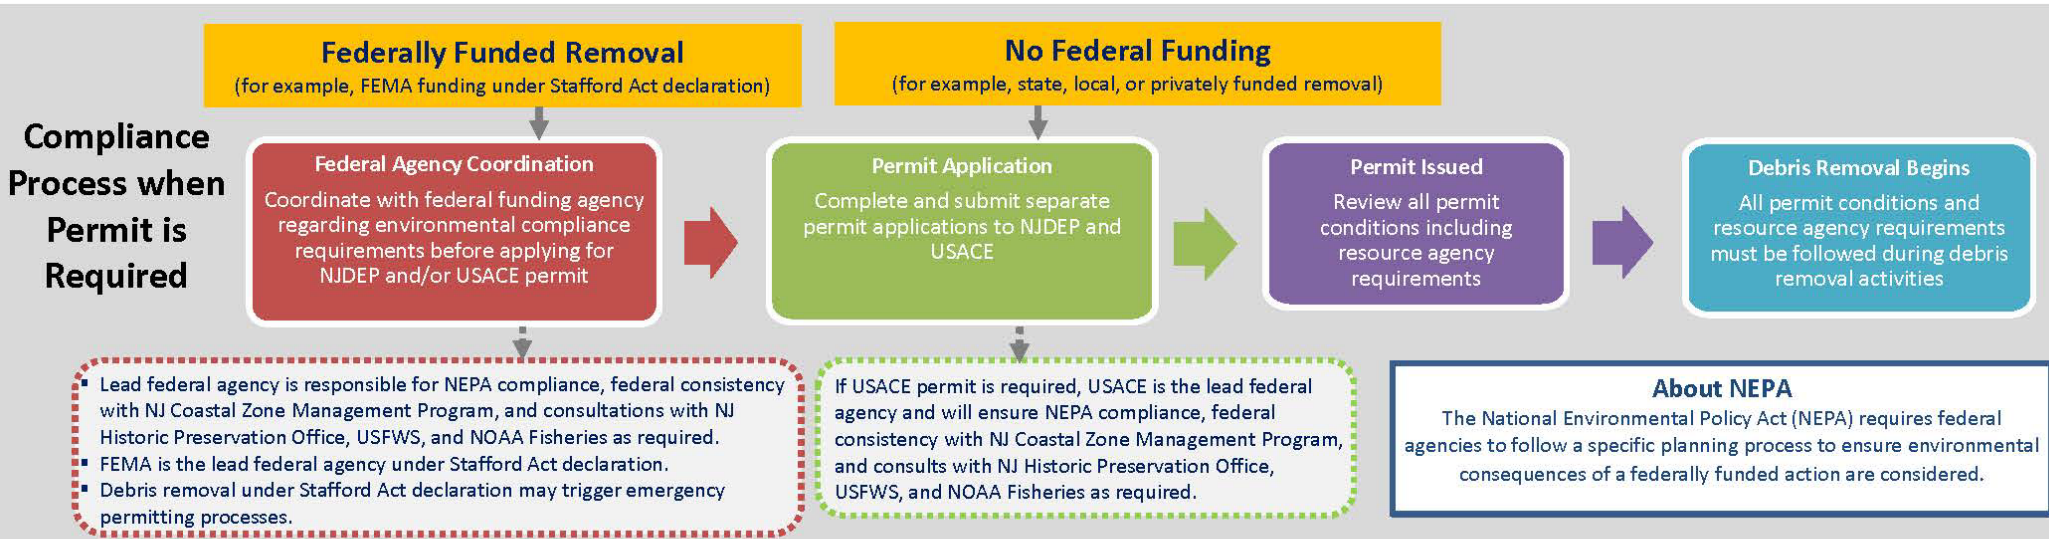 Compliance
Process when
Permit is
Required
Federally Funded Removal
(for example, FEMA funding under Stafford Act declaration)
No Federal Funding
(for example, state, local, or privately funded removal)
Federal Agency Coordination
Coordinate with federal funding agency
regarding environmental compliance
requirements before applying for
NJDEP and/or USACE permit
Permit Application
Complete and submit separate
permit applications to NJDEP and
USACE
Permit Issued
Review all permit
conditions including
resource agency
requirements
Debris Removal Begins
All permit conditions and
resource agency requirements
must be followed during debris
removal activities
▪ Lead federal agency is responsible for NEPA compliance, federal consistency
with NJ Coastal Zone Management Program, and consultations with NJ
Historic Preservation Office, USFWS, and NOAA Fisheries as required.
▪ FEMA is the lead federal agency under Stafford Act declaration.
▪ Debris removal under Stafford Act declaration may trigger emergency
permitting processes.
If USACE permit is required, USACE is the lead federal
agency and will ensure NEPA compliance, federal
consistency with NJ Coastal Zone Management Program,
and consults with NJ Historic Preservation Office,
USFWS, and NOAA Fisheries as required.
About NEPA
The National Environmental Policy Act (NEPA) requires federal
agencies to follow a specific planning process to ensure environmental
consequences of a federally funded action are considered.